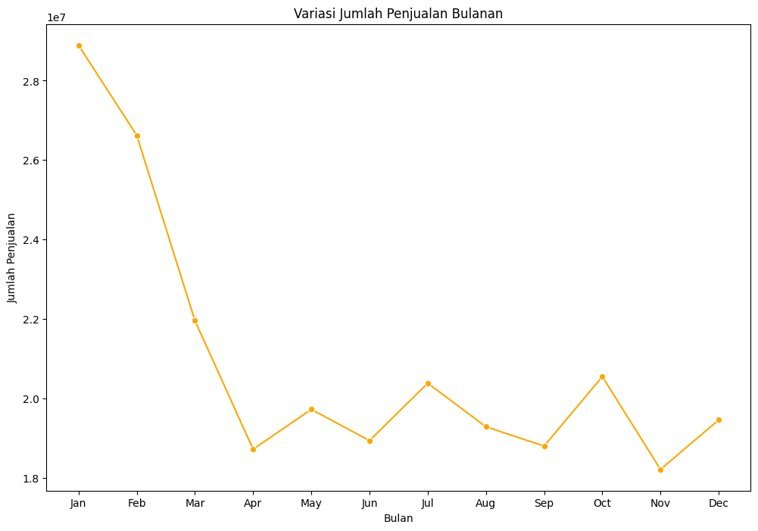 Variasi Jumlah Penjualan Bulanan
1e7
2.8
2.6
2.4
2.2
2.0
1.8
Jumlah Penjualan
Jan Feb Mar Apr May Jun Jul Aug Sep Oct Nov Dec
Bulan